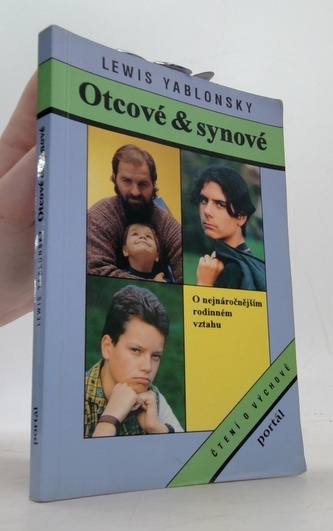 LEWIS YABLONSKY
Otcové & synové
O nejnáročnějším
rodinném
vztahu
ČTENÍ O VÝCHOVĚ
portál
LEWIS YABLONSKY Otcové & synové
portál